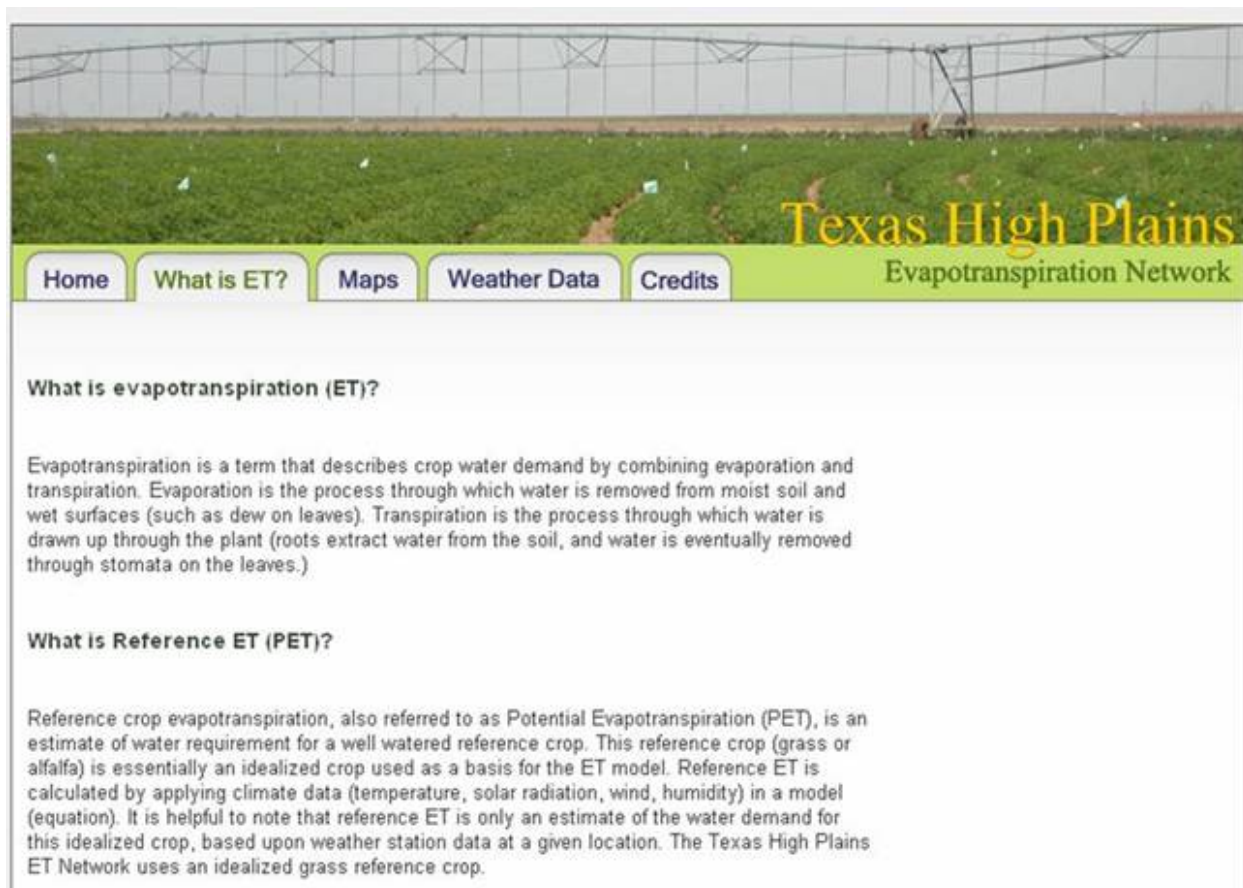 Texas High Plains
Evapotranspiration Network
Home What is ET? Maps Weather Data Credits
What is evapotranspiration (ET)?
Evapotranspiration is a term that describes crop water demand by combining evaporation and
transpiration. Evaporation is the process through which water is removed from moist soil and
wet surfaces (such as dew on leaves). Transpiration is the process through which water is
drawn up through the plant (roots extract water from the soil, and water is eventually removed
through stomata on the leaves.)
What is Reference ET (PET)?
Reference crop evapotranspiration, also referred to as Potential Evapotranspiration (PET), is an
estimate of water requirement for a well watered reference crop. This reference crop (grass or
alfalfa) is essentially an idealized crop used as a basis for the ET model. Reference ET is
calculated by applying climate data (temperature, solar radiation, wind, humidity) in a model
(equation). It is helpful to note that reference ET is only an estimate of the water demand for
this idealized crop, based upon weather station data at a given location. The Texas High Plains
ET Network uses an idealized grass reference crop.